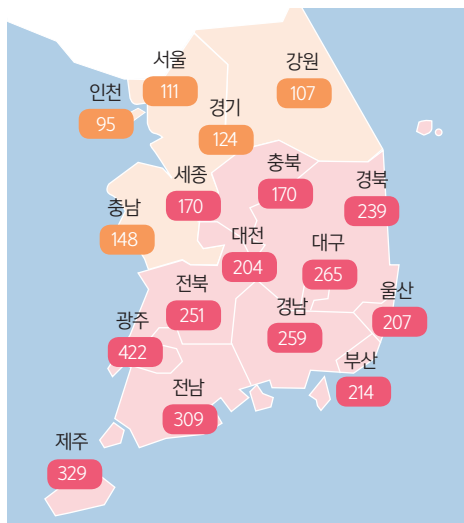 서울
111
강원
107
인천
95
경기
124
세종
170
충북
170
경북
239
충남
148
대전
204
대구
265
전북
251
경남
259
울산
207
광주
422
부산
214
전남
309
제주
329